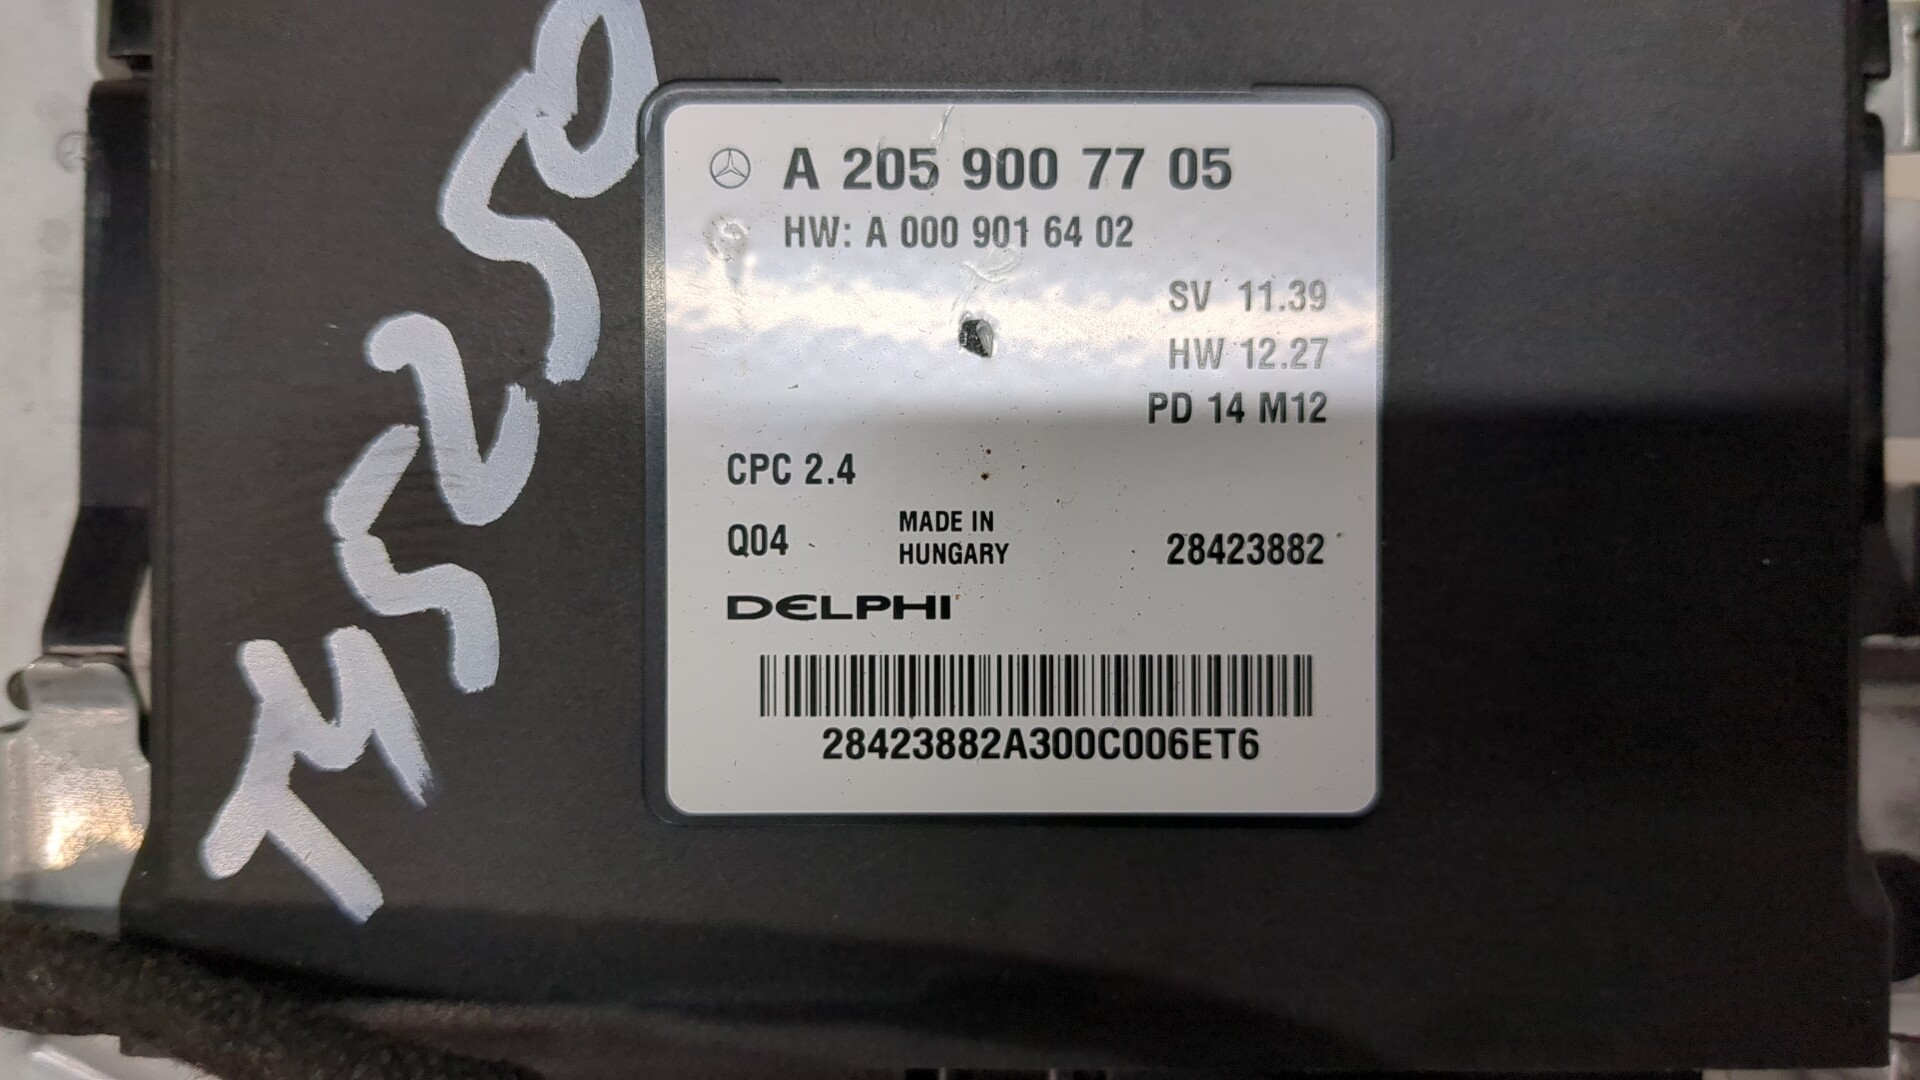 A 205 900 77 05
HW: A 000 901 64 02
SV 11.39
HW 12.27
PD 14 M12
CPC 2.4
Q04
MADE IN
HUNGARY
28423882
DELPHI
28423882A300C006ET6